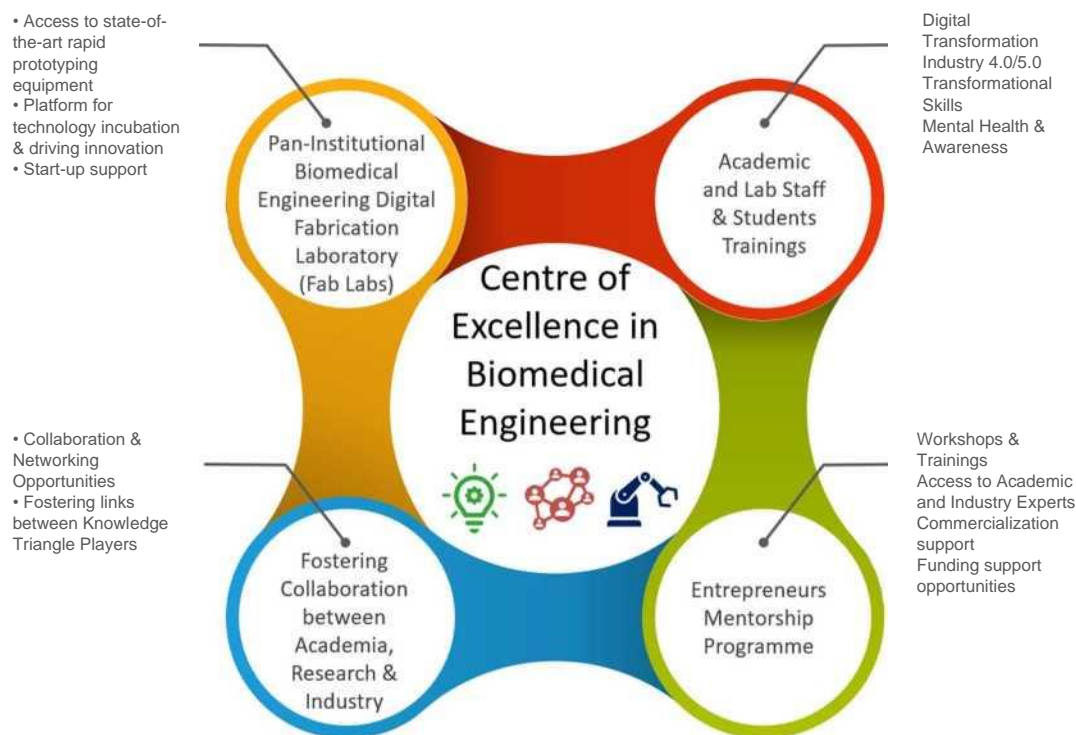 • Access to state-of-
the-art rapid
prototyping
equipment
• Platform for
technology incubation
& driving innovation
• Start-up support
Digital
Transformation
Industry 4.0/5.0
Transformational
Skills
Mental Health &
Awareness
Pan-Institutional
Biomedical
Engineering Digital
Fabrication
Laboratory
(Fab Labs)
Academic
and Lab Staff
& Students
Trainings
Centre of
Excellence in
Biomedical
Engineering
• Collaboration &
Networking
Opportunities
• Fostering links
between Knowledge
Triangle Players
Workshops &
Trainings
Access to Academic
and Industry Experts
Commercialization
support
Funding support
opportunities
Fostering
Collaboration
between
Academia,
Research &
Industry
Entrepreneurs
Mentorship
Programme